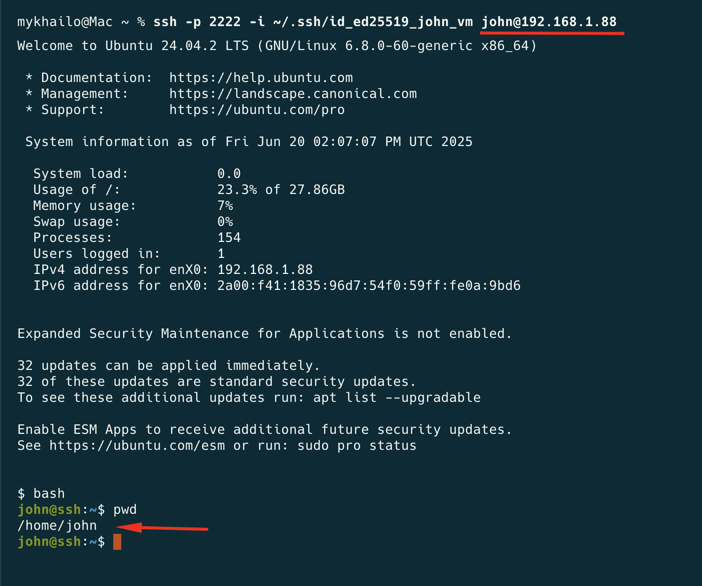 mykhailo@Mac ~ % ssh -p 2222 -i ~/.ssh/id_ed25519_john_vm john@192.168.1.88
Welcome to Ubuntu 24.04.2 LTS (GNU/Linux 6.8.0-60-generic x86_64)
* Documentation:  https://help.ubuntu.com
* Management:     https://landscape.canonical.com
* Support:        https://ubuntu.com/pro
System information as of Fri Jun 20 02:07:07 PM UTC 2025
System load:           0.0
Usage of /:            23.3% of 27.86GB
Memory usage:          7%
Swap usage:            0%
Processes:             154
Users logged in:       1
IPv4 address for enX0: 192.168.1.88
IPv6 address for enX0: 2a00:f41:1835:96d7:54f0:59ff:fe0a:9bd6
Expanded Security Maintenance for Applications is not enabled.
32 updates can be applied immediately.
32 of these updates are standard security updates.
To see these additional updates run: apt list --upgradable
Enable ESM Apps to receive additional future security updates.
See https://ubuntu.com/esm or run: sudo pro status
$ bash
john@ssh:~$ pwd
/home/john
john@ssh:~$